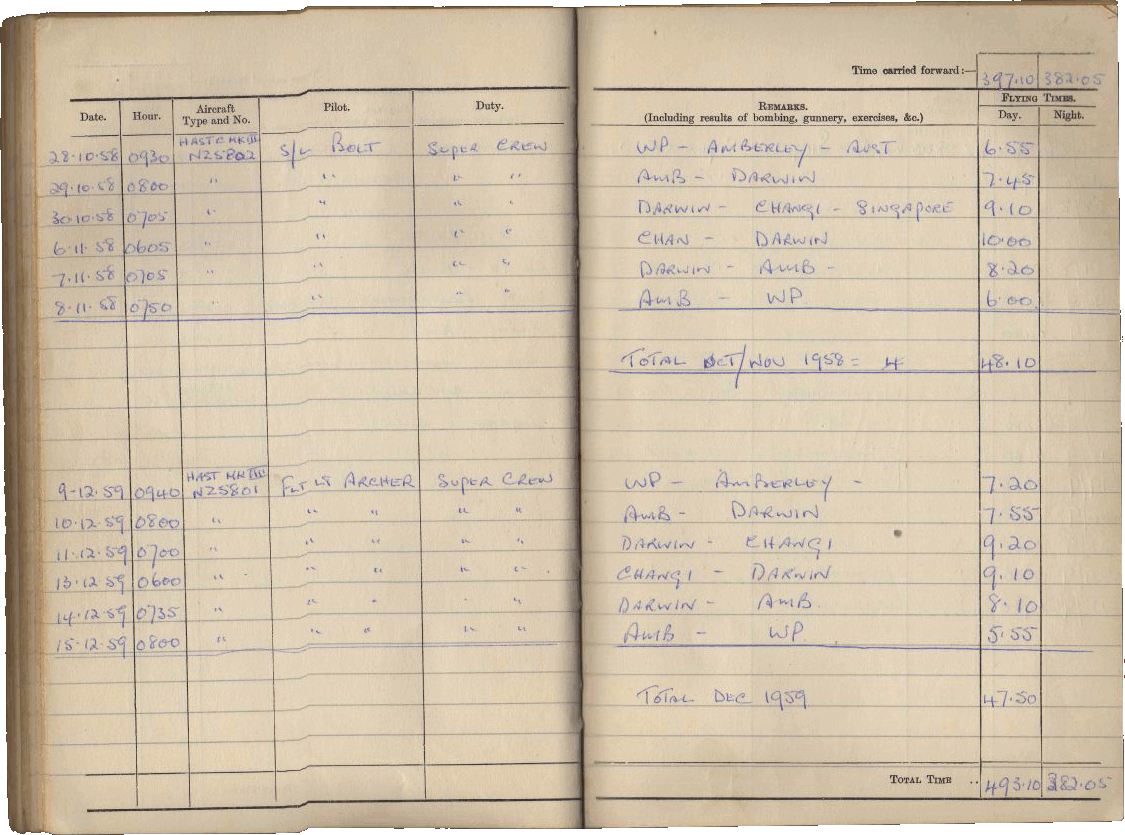 Time carried forward:— 397.10 382.05
Date. Hour. Aircraft Type and No. Pilot. Duty. REMARKS. (Including results of bombing, gunnery, exercises, &c.) FLYING TIMES. Day. Night.
28.10.58 0930 HAST C MK III NZ5802 S/L BOLT SUPER CREW WP - AMBERLEY - AUST 6.55
29.10.58 0800 " " " " " AMB - DARWIN 7.45
30.10.58 0705 " " " " DARWIN - CHANGI - SINGAPORE 9.10
6.11.58 0605 " " " " CHAN - DARWIN 10.00
7.11.58 0705 " " " " DARWIN - AMB - 8.20
8.11.58 0750 " " " " AMB - WP 6.00
TOTAL OCT/NOV 1958 = 48.10
9-12.59 0940 HAST MK III NZ5801 FLT LT ARCHER SUPER CREW WP - AMBERLEY - 7.20
10.12.59 0800 " " " " " AMB - DARWIN 7.55
11.12.59 0700 " " " " " DARWIN - CHANGI 9.20
13.12.59 0600 " " " " " CHANGI - DARWIN 9.10
14.12.59 0735 " " " " " DARWIN - AMB. 8.10
15.12.59 0800 " " " " " AMB - WP. 5.55
TOTAL DEC 1959 47.50
TOTAL TIME .. 493.10 382.05